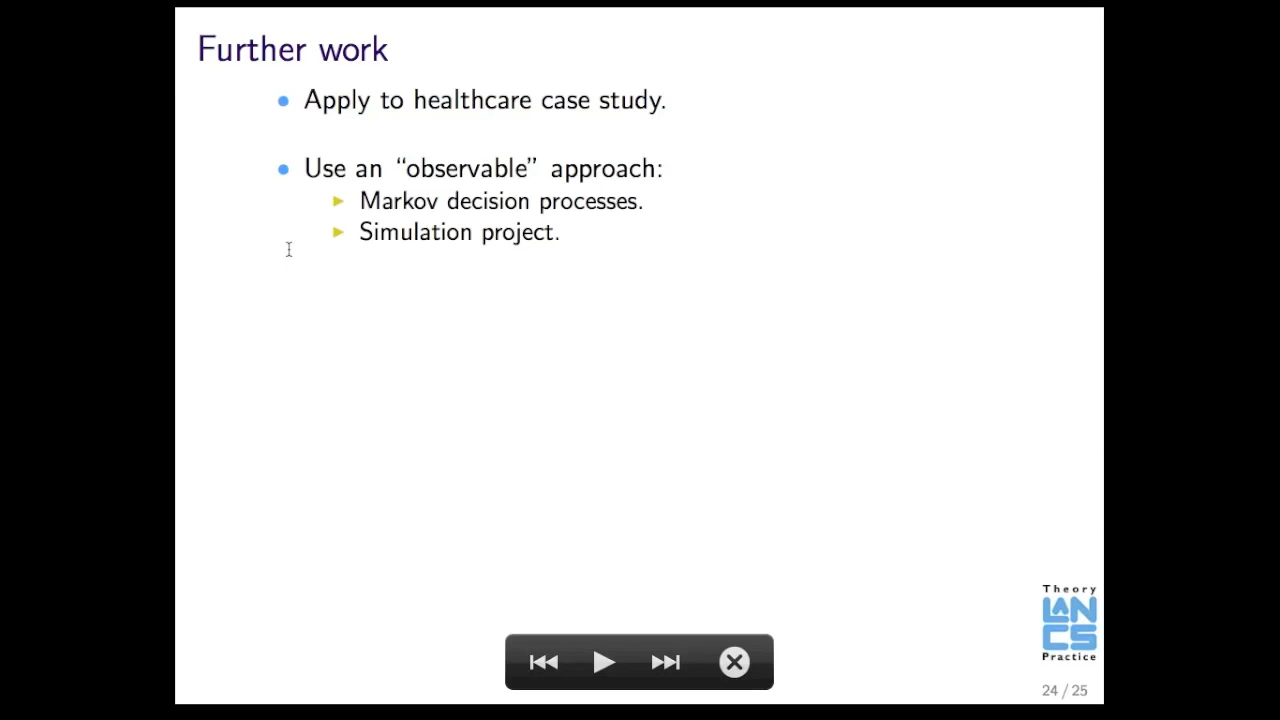 Further work
Apply to healthcare case study.
Use an “observable” approach:
Markov decision processes.
Simulation project.
Theory
LANCS
Practice
24 / 25